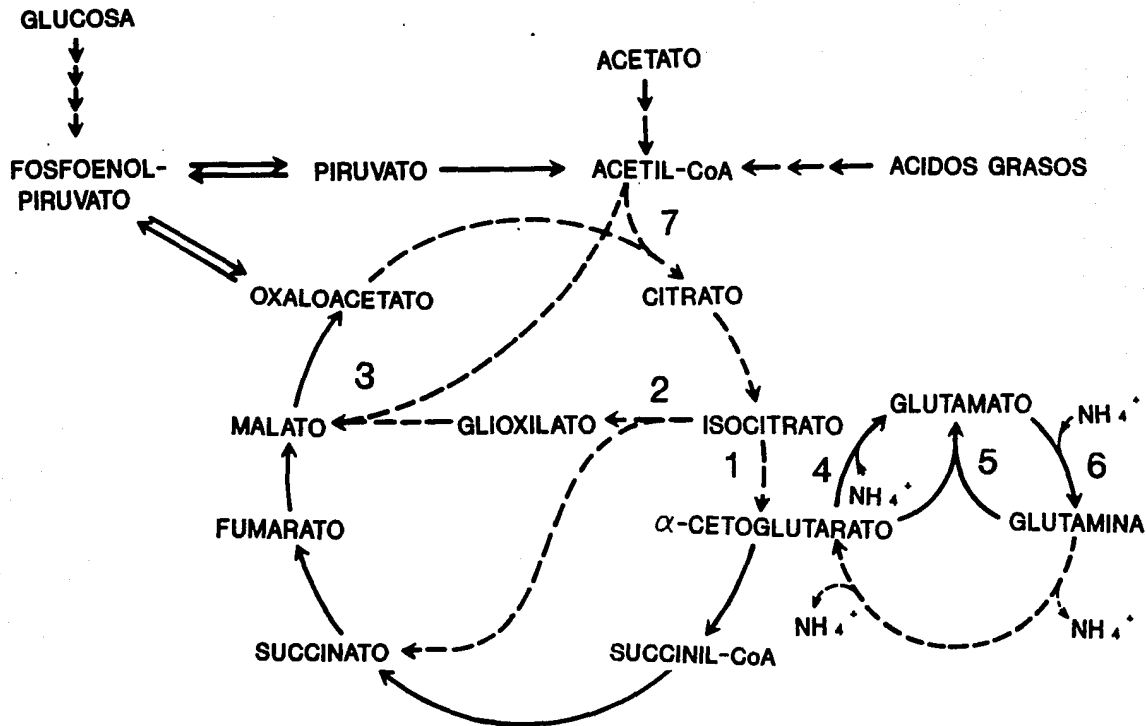 GLUCOSA
ACETATO
FOSFOENOL-
PIRUVATO
PIRUVATO
ACETIL-CoA
ACIDOS GRASOS
7
OXALOACETATO
CITRATO
3
2
MALATO
GLIOXILATO
ISOCITRATO
GLUTAMATO
NH₄⁺
1
4
5
6
NH₄⁺
FUMARATO
α-CETOGLUTARATO
GLUTAMINA
NH₄⁺
NH₄⁺
SUCCINATO
SUCCINIL-CoA